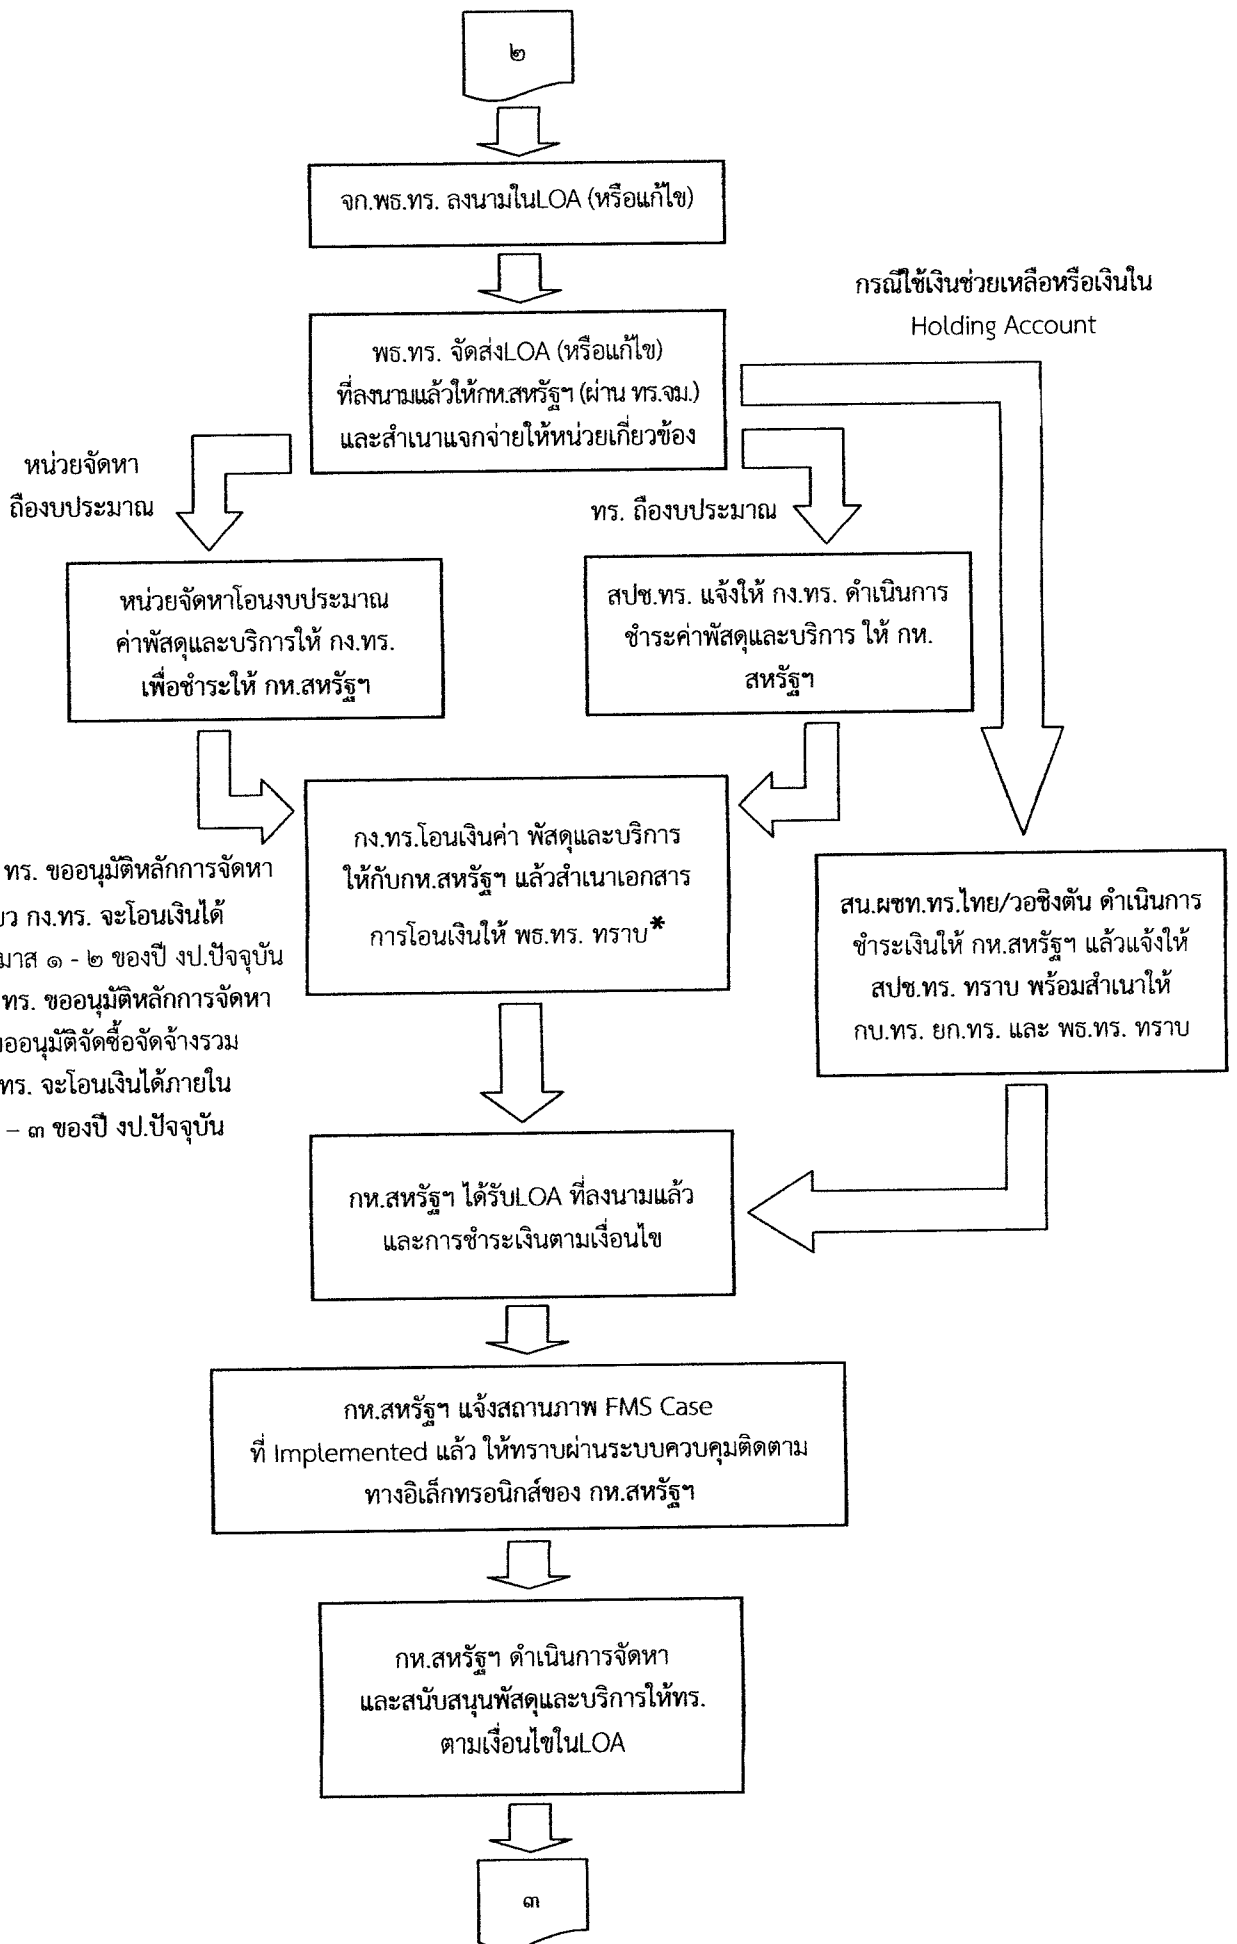 ๒
จก.พธ.ทร. ลงนามในLOA (หรือแก้ไข)
กรณีใช้เงินช่วยเหลือหรือเงินใน
Holding Account
พธ.ทร. จัดส่งLOA (หรือแก้ไข)
ที่ลงนามแล้วให้กห.สหรัฐฯ (ผ่าน ทร.จม.)
และสำเนาแจกจ่ายให้หน่วยเกี่ยวข้อง
หน่วยจัดหา
ถืองบประมาณ
ทร. ถืองบประมาณ
หน่วยจัดหาโอนงบประมาณ
ค่าพัสดุและบริการให้ กง.ทร.
เพื่อชำระให้ กห.สหรัฐฯ
สปช.ทร. แจ้งให้ กง.ทร. ดำเนินการ
ชำระค่าพัสดุและบริการ ให้ กห.
สหรัฐฯ
กง.ทร.โอนเงินค่า พัสดุและบริการ
ให้กับกห.สหรัฐฯ แล้วสำเนาเอกสาร
การโอนเงินให้ พธ.ทร. ทราบ*
ทร. ขออนุมัติหลักการจัดหา
กง.ทร. จะโอนเงินได้
มาส ๑ - ๒ ของปี งป.ปัจจุบัน
ทร. ขออนุมัติหลักการจัดหา
ขออนุมัติจัดซื้อจัดจ้างรวม
ทร. จะโอนเงินได้ภายใน
– ๓ ของปี งป.ปัจจุบัน
สน.ผชท.ทร.ไทย/วอชิงตัน ดำเนินการ
ชำระเงินให้ กห.สหรัฐฯ แล้วแจ้งให้
สปช.ทร. ทราบ พร้อมสำเนาให้
กบ.ทร. ยก.ทร. และ พธ.ทร. ทราบ
กห.สหรัฐฯ ได้รับLOA ที่ลงนามแล้ว
และการชำระเงินตามเงื่อนไข
กห.สหรัฐฯ แจ้งสถานภาพ FMS Case
ที่ Implemented แล้ว ให้ทราบผ่านระบบควบคุมติดตาม
ทางอิเล็กทรอนิกส์ของ กห.สหรัฐฯ
กห.สหรัฐฯ ดำเนินการจัดหา
และสนับสนุนพัสดุและบริการให้ทร.
ตามเงื่อนไขในLOA
๓